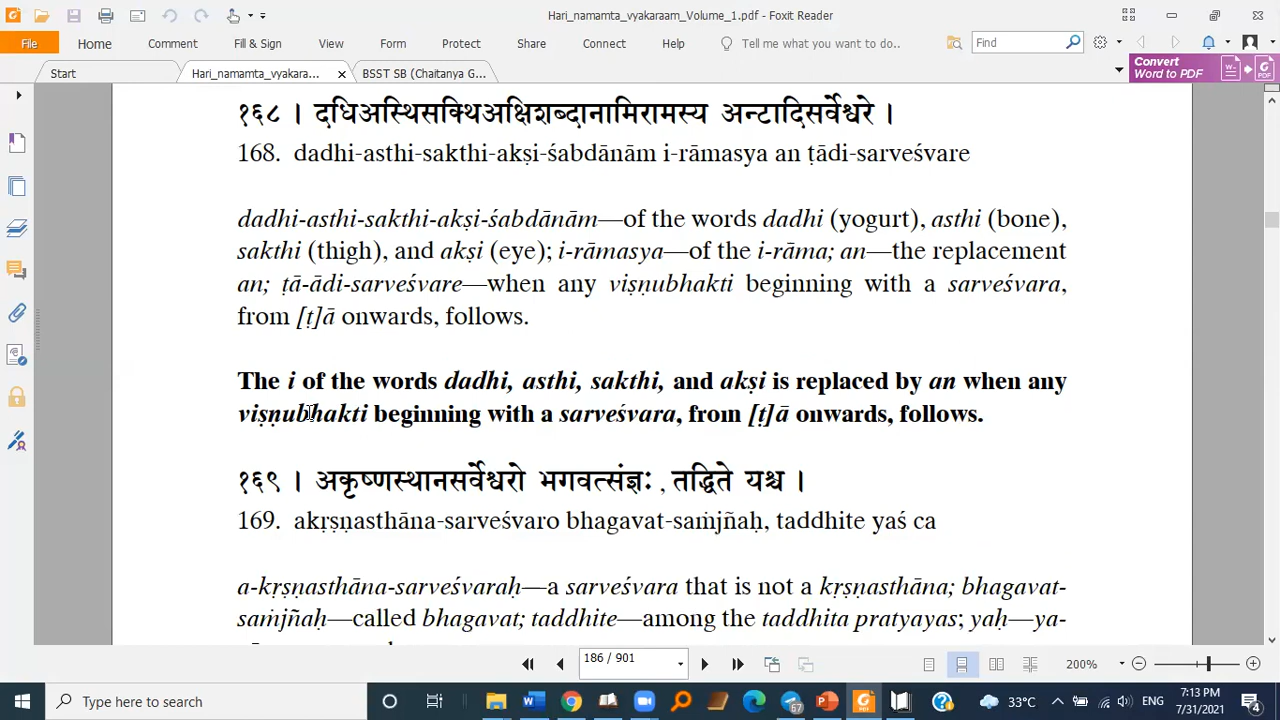 Hari_namamta_vyakaraam_Volume_1.pdf - Foxit Reader
File Home Comment Fill & Sign View Form Protect Share Connect Help Tell me what you want to do.. Find
Start Hari_namamta_vyakara... BSST SB (Chaitanya G...
Convert
Word to PDF
१६८ । दधिअस्थिसक्थिअक्षिशब्दानामिरामस्य अन्टादिसर्वेश्वरे ।
168. dadhi-asthi-sakthi-akṣi-śabdānām i-rāmasya an ṭādi-sarveśvare
dadhi-asthi-sakthi-akṣi-śabdānām—of the words dadhi (yogurt), asthi (bone),
sakthi (thigh), and akṣi (eye); i-rāmasya—of the i-rāma; an—the replacement
an; ṭā-ādi-sarveśvare—when any viṣṇubhakti beginning with a sarveśvara,
from [ṭ]ā onwards, follows.
The i of the words dadhi, asthi, sakthi, and akṣi is replaced by an when any
viṣṇubhakti beginning with a sarveśvara, from [ṭ]ā onwards, follows.
१६९ । अकृष्णस्थानसर्वेश्वरो भगवत्संज्ञः , तद्धिते यश्च ।
169. akṛṣṇasthāna-sarveśvaro bhagavat-saṁjñaḥ, taddhite yaś ca
a-kṛṣṇasthāna-sarveśvaraḥ—a sarveśvara that is not a kṛṣṇasthāna; bhagavat-
saṁjñaḥ—called bhagavat; taddhite—among the taddhita pratyayas; yaḥ—ya-
186 / 901
200%
Type here to search
67
33°C
ENG
7:13 PM
7/31/2021
4